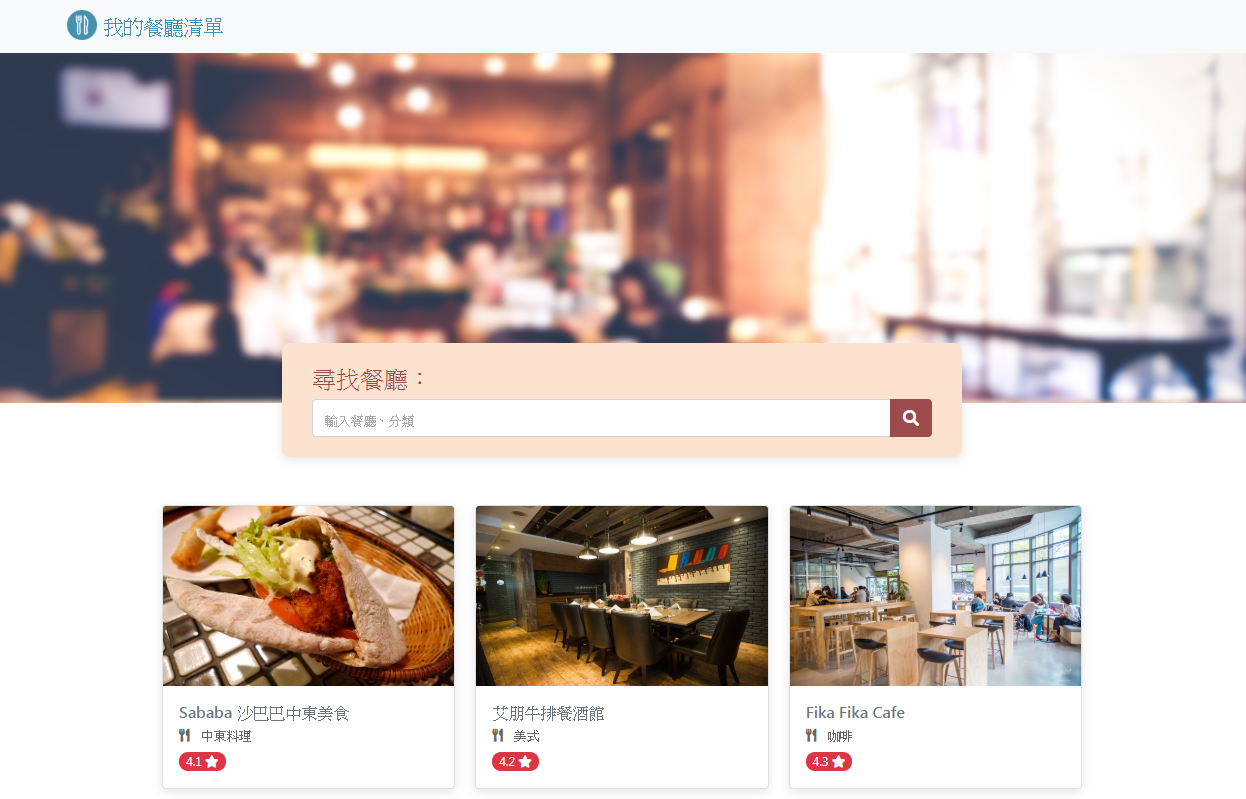 我的餐廳清單
尋找餐廳：
輸入餐廳、分類
Sababa 沙巴巴中東美食
中東料理
4.1
艾朋牛排餐酒館
美式
4.2
Fika Fika Cafe
咖啡
4.3